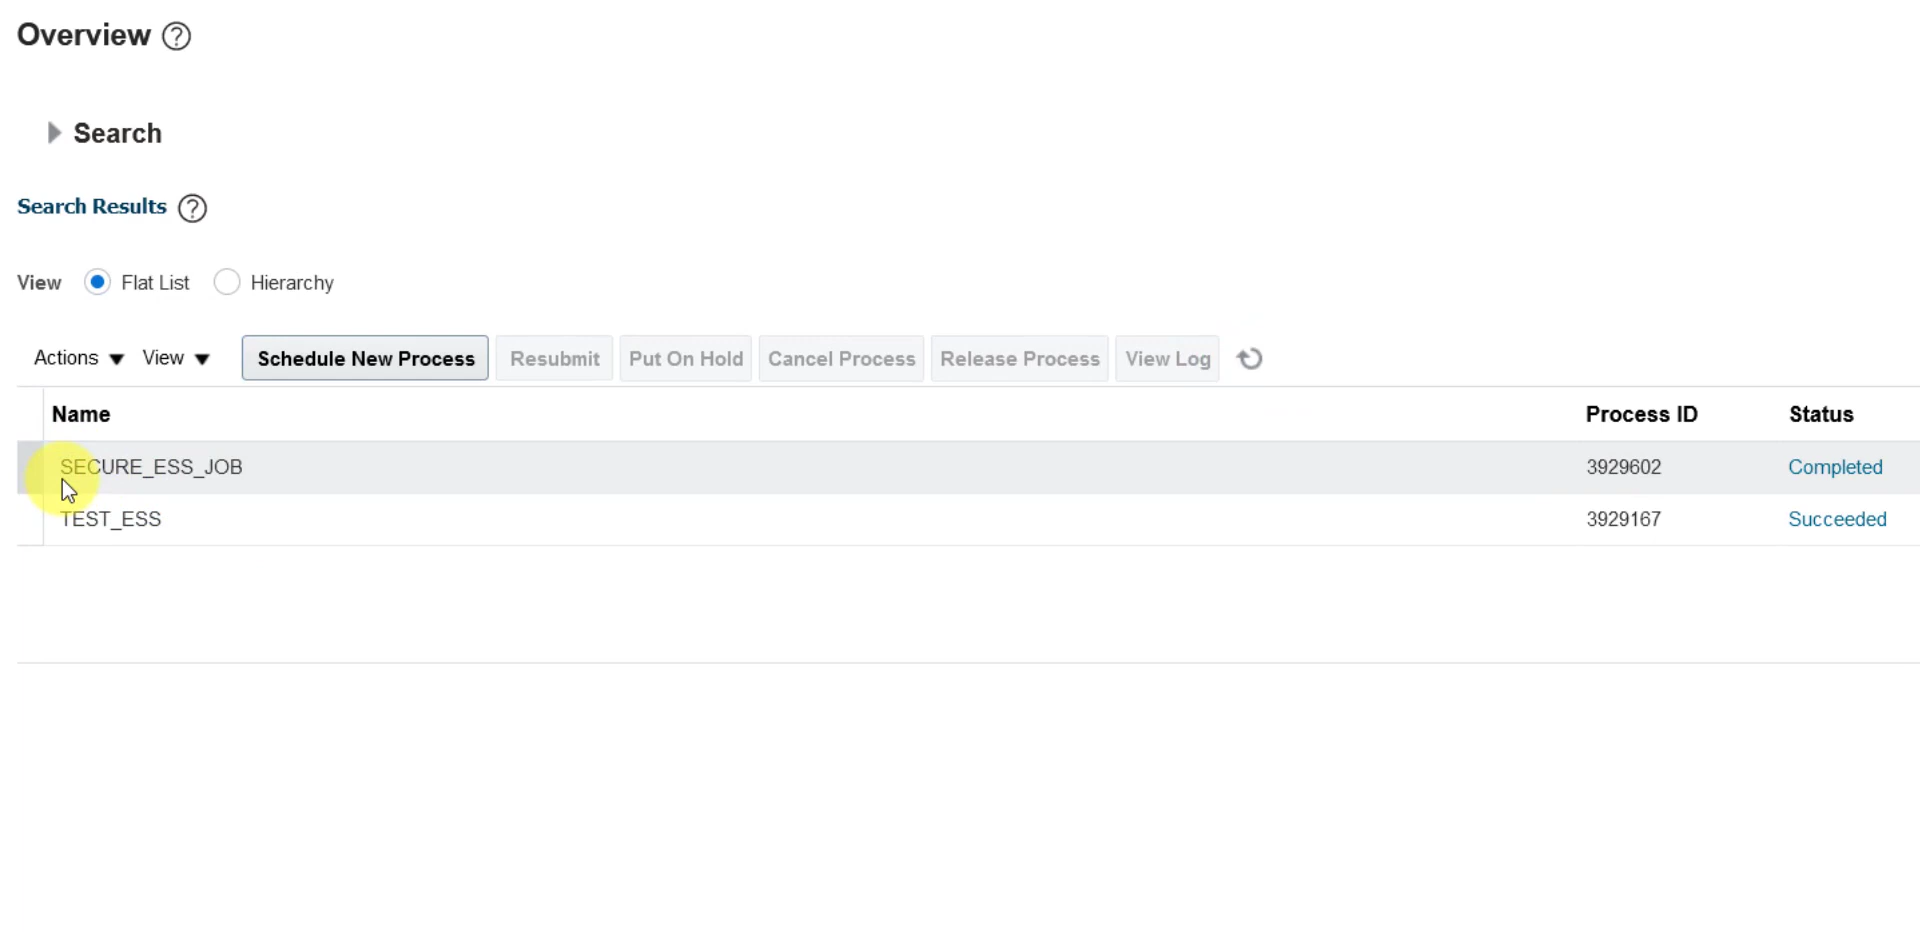 Overview ?
Search
Search Results ?
View Flat List Hierarchy
Actions View Schedule New Process Resubmit Put On Hold Cancel Process Release Process View Log
Name Process ID Status
SECURE_ESS_JOB 3929602 Completed
TEST_ESS 3929167 Succeeded